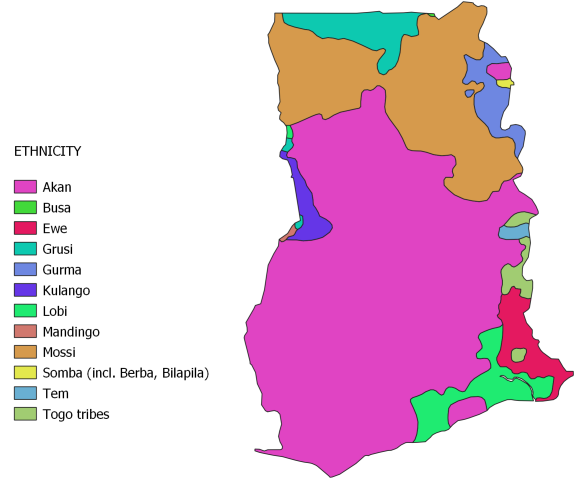 ETHNICITY
Akan
Busa
Ewe
Grusi
Gurma
Kulango
Lobi
Mandingo
Mossi
Somba (incl. Berba, Bilapila)
Tem
Togo tribes